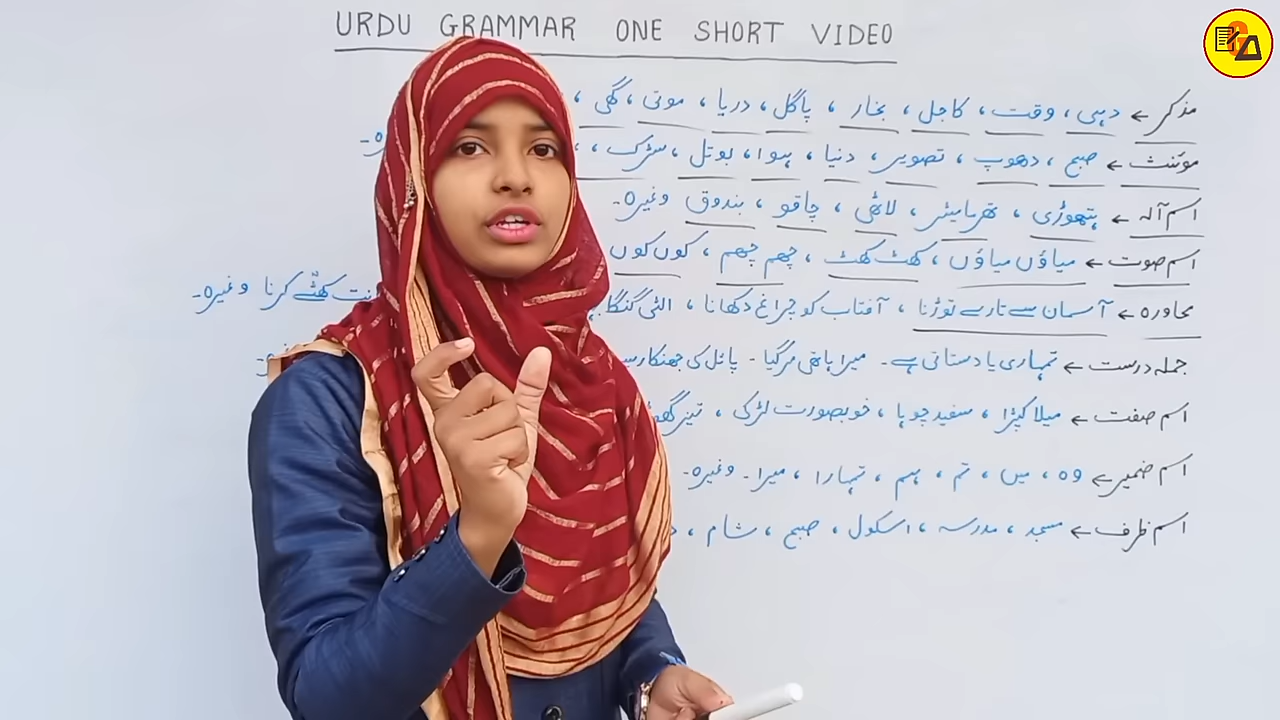 URDU GRAMMAR ONE SHORT VIDEO
مذکر ← دہی، وقت، کاجل، بخار، پاگل، دریا، موتی، گھی،
مونث ← صبح، دھوپ، تصویر، دنیا، ہوا، بوتل، سڑک،
اسم آلہ ← ہتھوڑی، تھرمامیٹر، لاٹھی، چاقو، بندوق وغیرہ۔
اسم صوت ← میاؤں میاؤں، کھٹ کھٹ، چھم چھم، کوں کوں
محاورہ ← آسمان سے تارے توڑنا، آفتاب کو چراغ دکھانا، الٹی گنگا کھٹے کرنا وغیرہ۔
جملہ درست ← تمہاری یاد ستاتی ہے۔ میرا ہاتھی مر گیا۔ پائل کی جھنکار
اسم صفت ← میلا کپڑا، سفید چوہا، خوبصورت لڑکی، تیز
اسم ضمیر ← وہ، میں، تم، ہم، تمہارا، میرا۔ وغیرہ۔
اسم ظرف ← مسجد، مدرسہ، اسکول، صبح، شام،